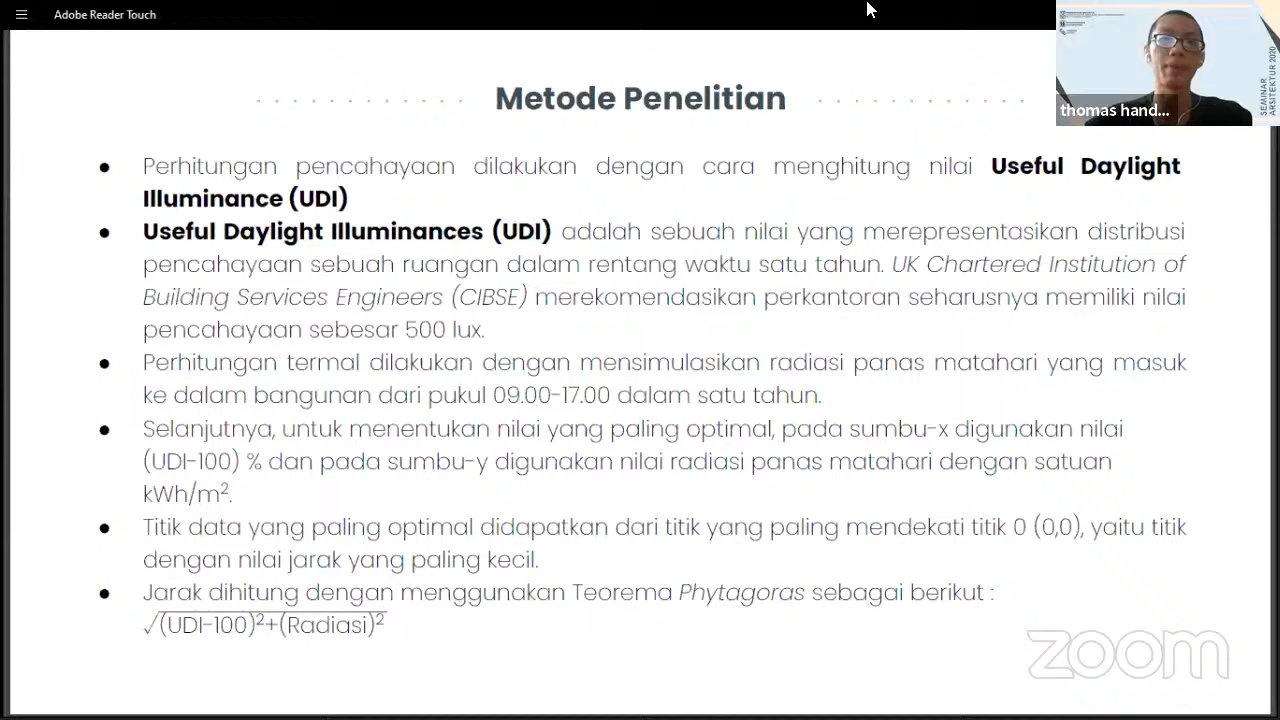 Adobe Reader Touch
Metode Penelitian
thomas hand...
SEMINAR
ARSITEKTUR 2020
● Perhitungan pencahayaan dilakukan dengan cara menghitung nilai Useful Daylight
Illuminance (UDI)
● Useful Daylight Illuminances (UDI) adalah sebuah nilai yang merepresentasikan distribusi
pencahayaan sebuah ruangan dalam rentang waktu satu tahun. UK Chartered Institution of
Building Services Engineers (CIBSE) merekomendasikan perkantoran seharusnya memiliki nilai
pencahayaan sebesar 500 lux.
● Perhitungan termal dilakukan dengan mensimulasikan radiasi panas matahari yang masuk
ke dalam bangunan dari pukul 09.00-17.00 dalam satu tahun.
● Selanjutnya, untuk menentukan nilai yang paling optimal, pada sumbu-x digunakan nilai
(UDI-100) % dan pada sumbu-y digunakan nilai radiasi panas matahari dengan satuan
kWh/m².
● Titik data yang paling optimal didapatkan dari titik yang paling mendekati titik 0 (0,0), yaitu titik
dengan nilai jarak yang paling kecil.
● Jarak dihitung dengan menggunakan Teorema Phytagoras sebagai berikut :
√(UDI-100)²+(Radiasi)²
zoom